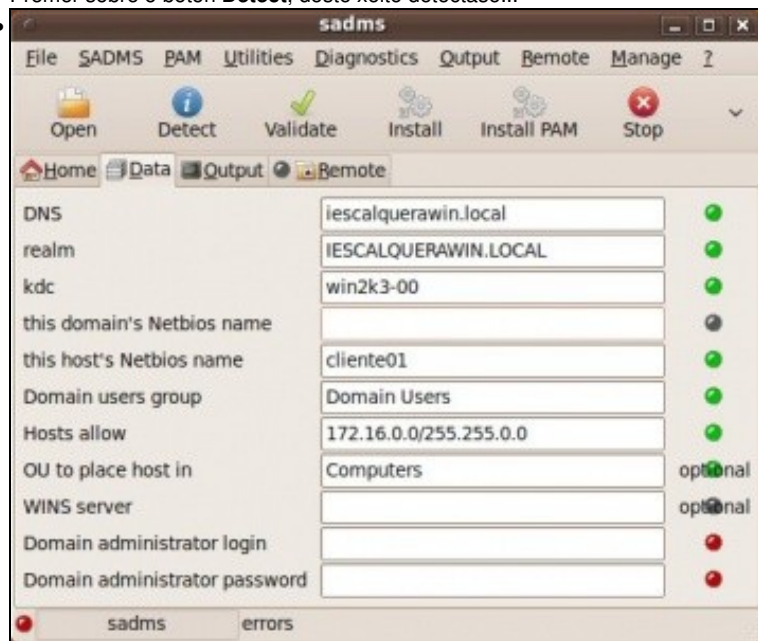 Premer sobre o botón Detect, deste xeito detéctase...
sadms
File SADMS PAM Utilities Diagnostics Output Remote Manage ?
Open Detect Validate Install Install PAM Stop
Home Data Output Remote
DNS iescalquerawin.local
realm IESCALQUERAWIN.LOCAL
kdc win2k3-00
this domain's Netbios name
this host's Netbios name cliente01
Domain users group Domain Users
Hosts allow 172.16.0.0/255.255.0.0
OU to place host in Computers optional
WINS server optional
Domain administrator login
Domain administrator password
sadms errors